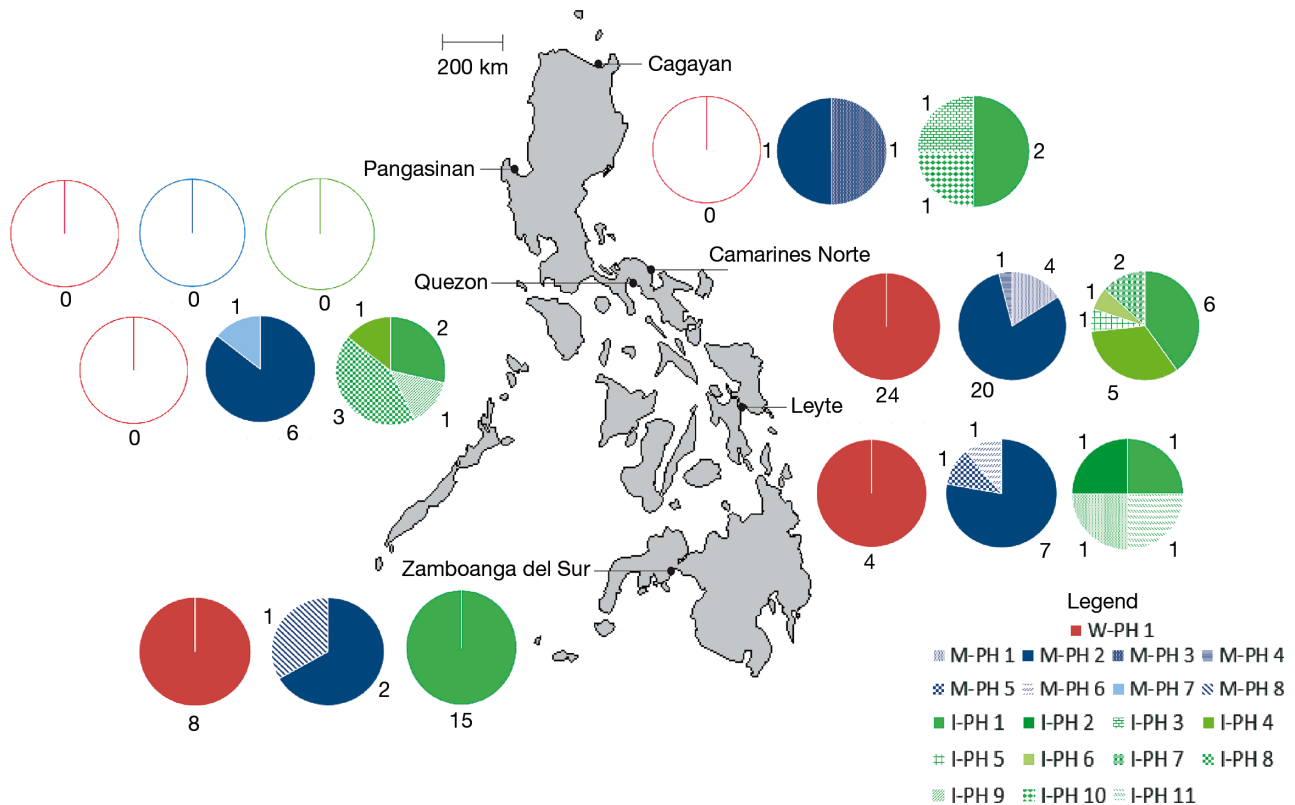 200 km
Cagayan
1
1
1
2
0
1
Pangasinan
0
0
0
Camarines Norte
Quezon
1
4
2
1
1
2
1
6
1
0
6
3
1
24
20
5
Leyte
1
1
1
1
4
7
1
1
Zamboanga del Sur
1
2
8
15
Legend
W-PH 1
M-PH 1 M-PH 2 M-PH 3 M-PH 4
M-PH 5 M-PH 6 M-PH 7 M-PH 8
I-PH 1 I-PH 2 I-PH 3 I-PH 4
I-PH 5 I-PH 6 I-PH 7 I-PH 8
I-PH 9 I-PH 10 I-PH 11